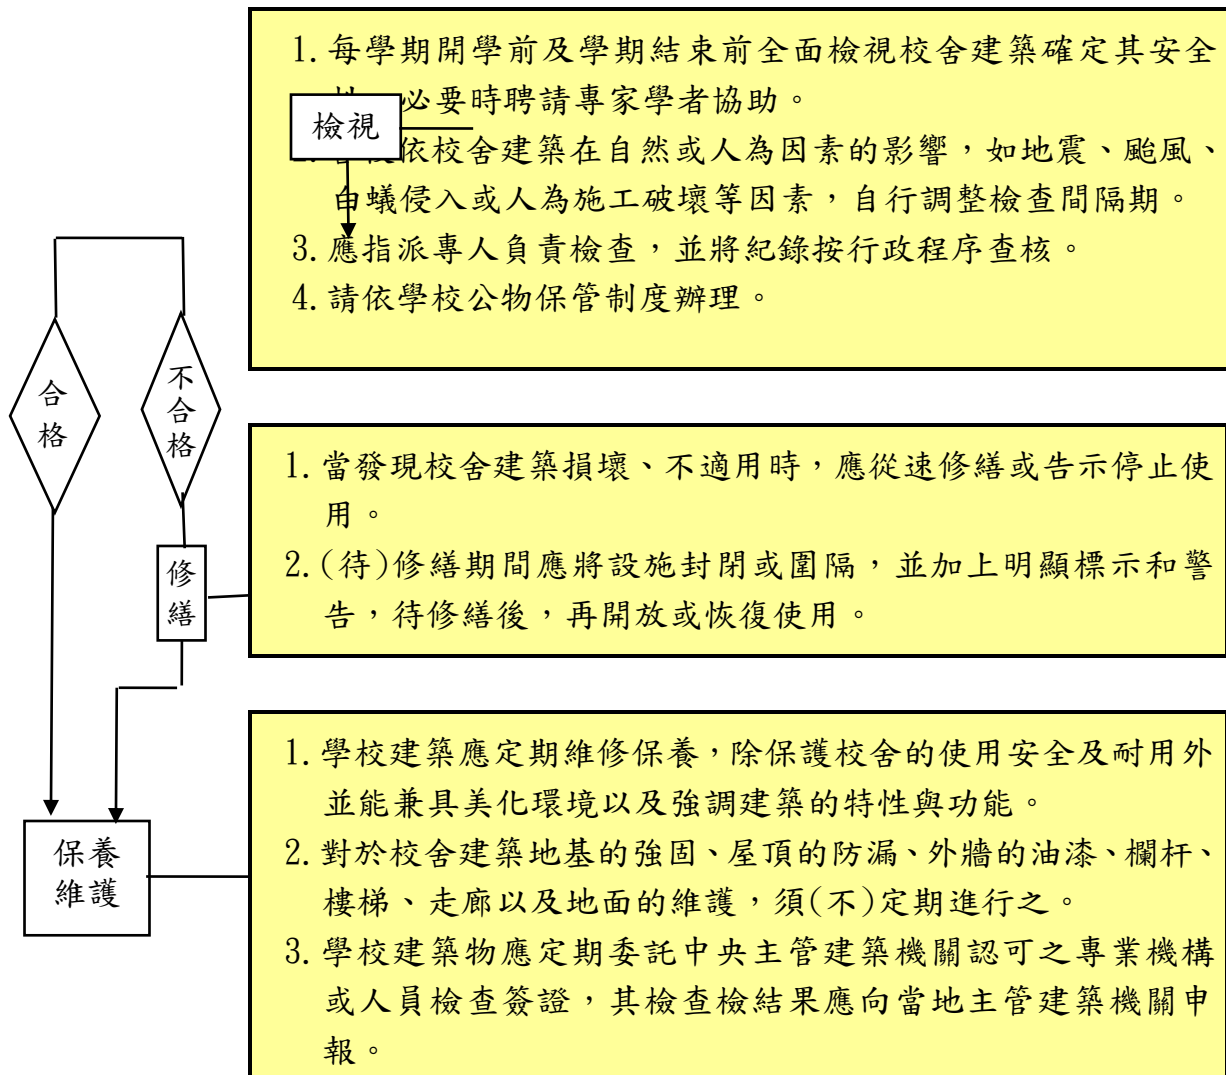 1.每學期開學前及學期結束前全面檢視校舍建築確定其安全
必要時聘請專家學者協助。
檢視
依校舍建築在自然或人為因素的影響，如地震、颱風、
白蟻侵入或人為施工破壞等因素，自行調整檢查間隔期。
3.應指派專人負責檢查，並將紀錄按行政程序查核。
4.請依學校公物保管制度辦理。
合
格
不
合
格
1.當發現校舍建築損壞、不適用時，應從速修繕或告示停止使
用。
2.(待)修繕期間應將設施封閉或圍隔，並加上明顯標示和警
告，待修繕後，再開放或恢復使用。
修
繕
1.學校建築應定期維修保養，除保護校舍的使用安全及耐用外
並能兼具美化環境以及強調建築的特性與功能。
2.對於校舍建築地基的強固、屋頂的防漏、外牆的油漆、欄杆、
樓梯、走廊以及地面的維護，須(不)定期進行之。
3.學校建築物應定期委託中央主管建築機關認可之專業機構
或人員檢查簽證，其檢查檢結果應向當地主管建築機關申
報。
保養
維護